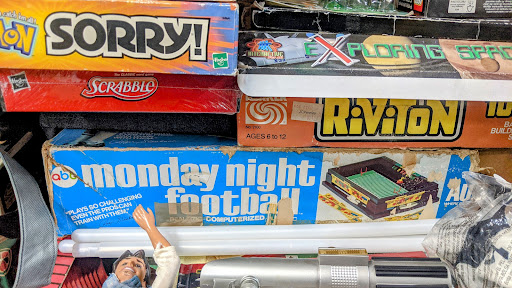 SORRY!
Hasbro
SCRABBLE
EXPLORING SPAC
RIVITON
AGES 6 to 12
abc
monday night
football
COMPUTERIZED
"PLAYS SO CHALLENGING
EVEN THE PROS CAN
TRAIN WITH THEM."